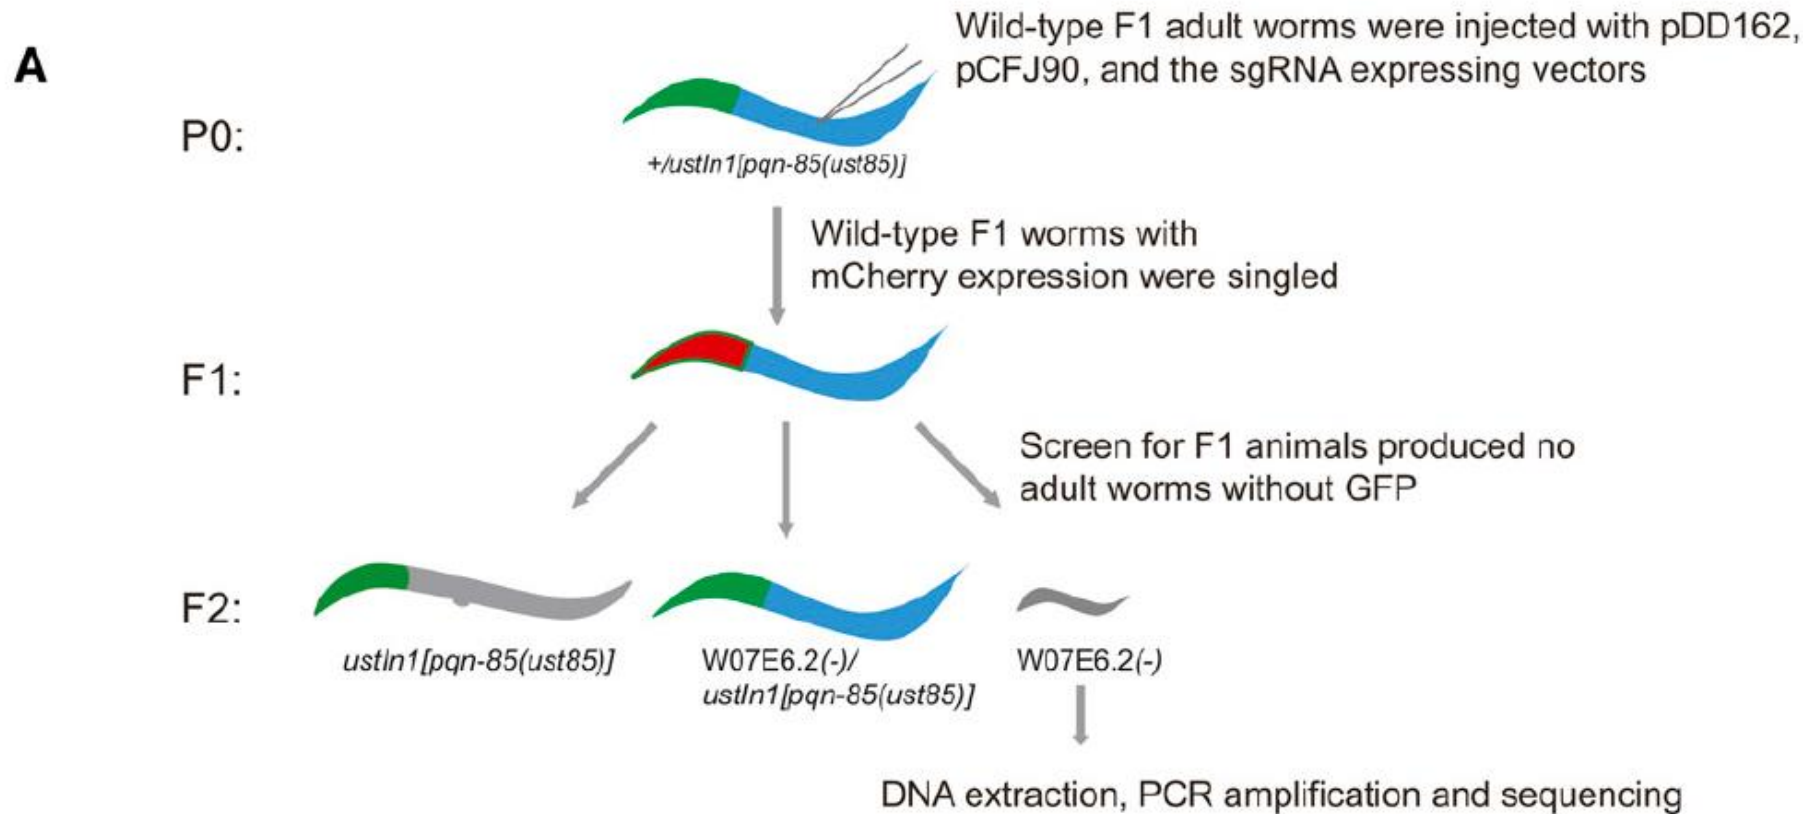 A
Wild-type F1 adult worms were injected with pDD162,
pCFJ90, and the sgRNA expressing vectors
P0:
+/ustIn1[pqn-85(ust85)]
Wild-type F1 worms with
mCherry expression were singled
F1:
Screen for F1 animals produced no
adult worms without GFP
F2:
ustIn1[pqn-85(ust85)]
W07E6.2(-)/
ustIn1[pqn-85(ust85)]
W07E6.2(-)
DNA extraction, PCR amplification and sequencing